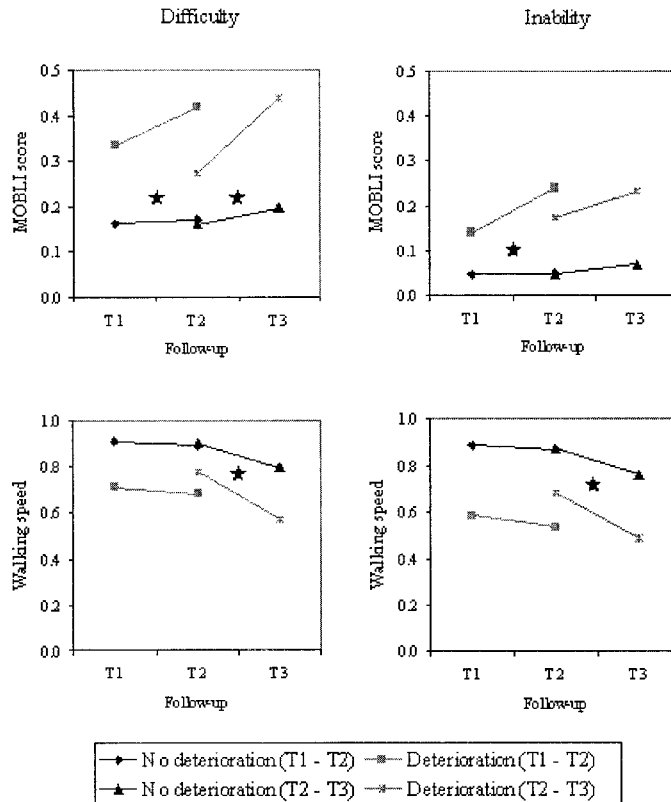 Difficulty
Inability
MOBLI score
0.5
0.4
0.3
0.2
0.1
0.0
T1 T2 T3
Follow-up
MOBLI score
0.5
0.4
0.3
0.2
0.1
0.0
T1 T2 T3
Follow-up
Walking speed
1.0
0.8
0.6
0.4
0.2
0.0
T1 T2 T3
Follow-up
Walking speed
1.0
0.8
0.6
0.4
0.2
0.0
T1 T2 T3
Follow-up
No deterioration (T1 - T2) Deterioration (T1 - T2)
No deterioration (T2 - T3) Deterioration (T2 - T3)